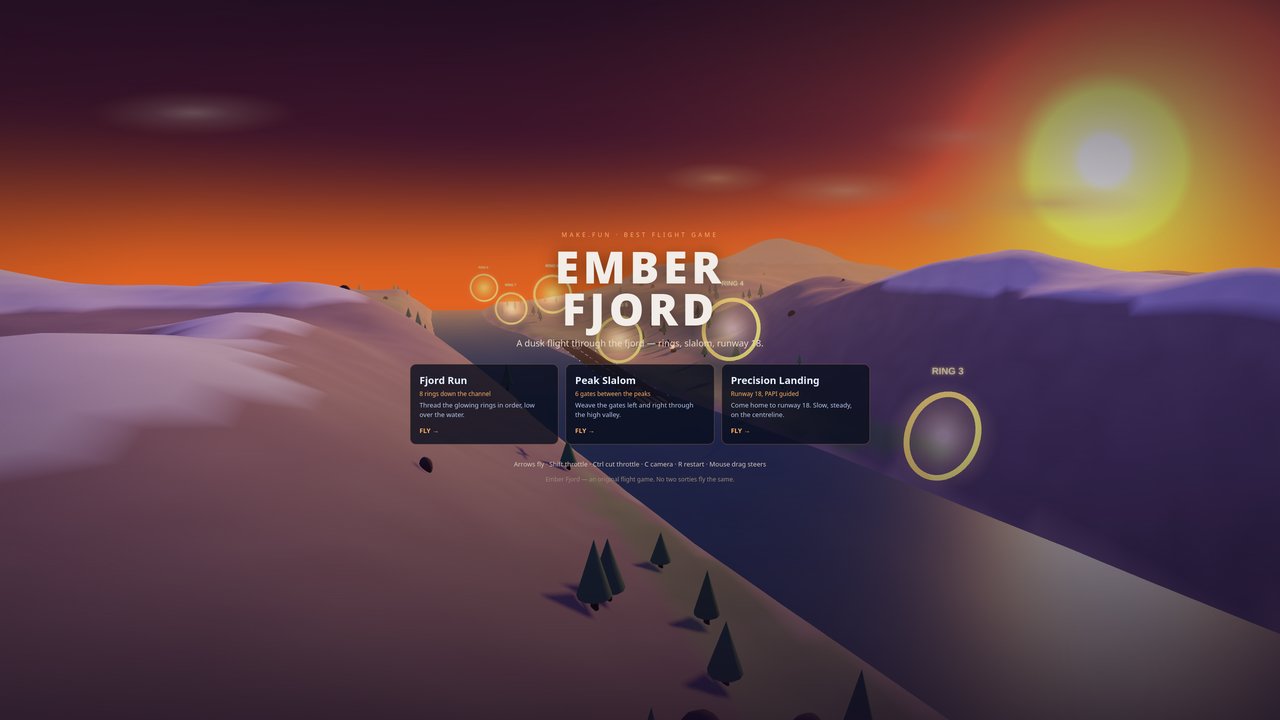 MAKE.FUN · BEST FLIGHT GAME
EMBER
FJORD
RING 4
A dusk flight through the fjord — rings, slalom, runway 18.
RING 3
Fjord Run
8 rings down the channel
Thread the glowing rings in order, low
over the water.
FLY →
Peak Slalom
6 gates between the peaks
Weave the gates left and right through
the high valley.
FLY →
Precision Landing
Runway 18, PAPI guided
Come home to runway 18. Slow, steady,
on the centreline.
FLY →
Arrows fly · Shift throttle · Ctrl cut throttle · C camera · R restart · Mouse drag steers
Ember Fjord — an original flight game. No two sorties fly the same.